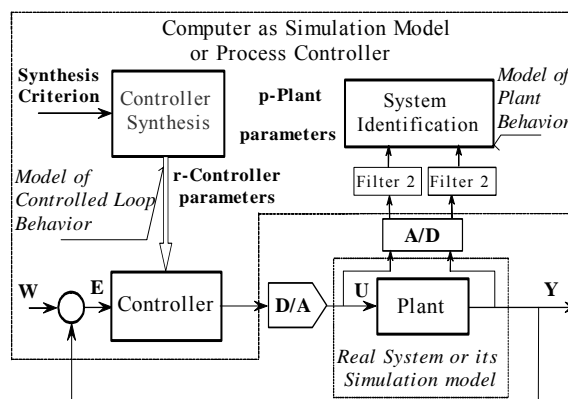 Computer as Simulation Model
or Process Controller
Synthesis
Criterion
Controller
Synthesis
p-Plant
parameters
System
Identification
Model of
Plant
Behavior
Model of
Controlled Loop
Behavior
r-Controller
parameters
Filter 2
Filter 2
A/D
W
E
Controller
D/A
U
Plant
Y
Real System or its
Simulation model